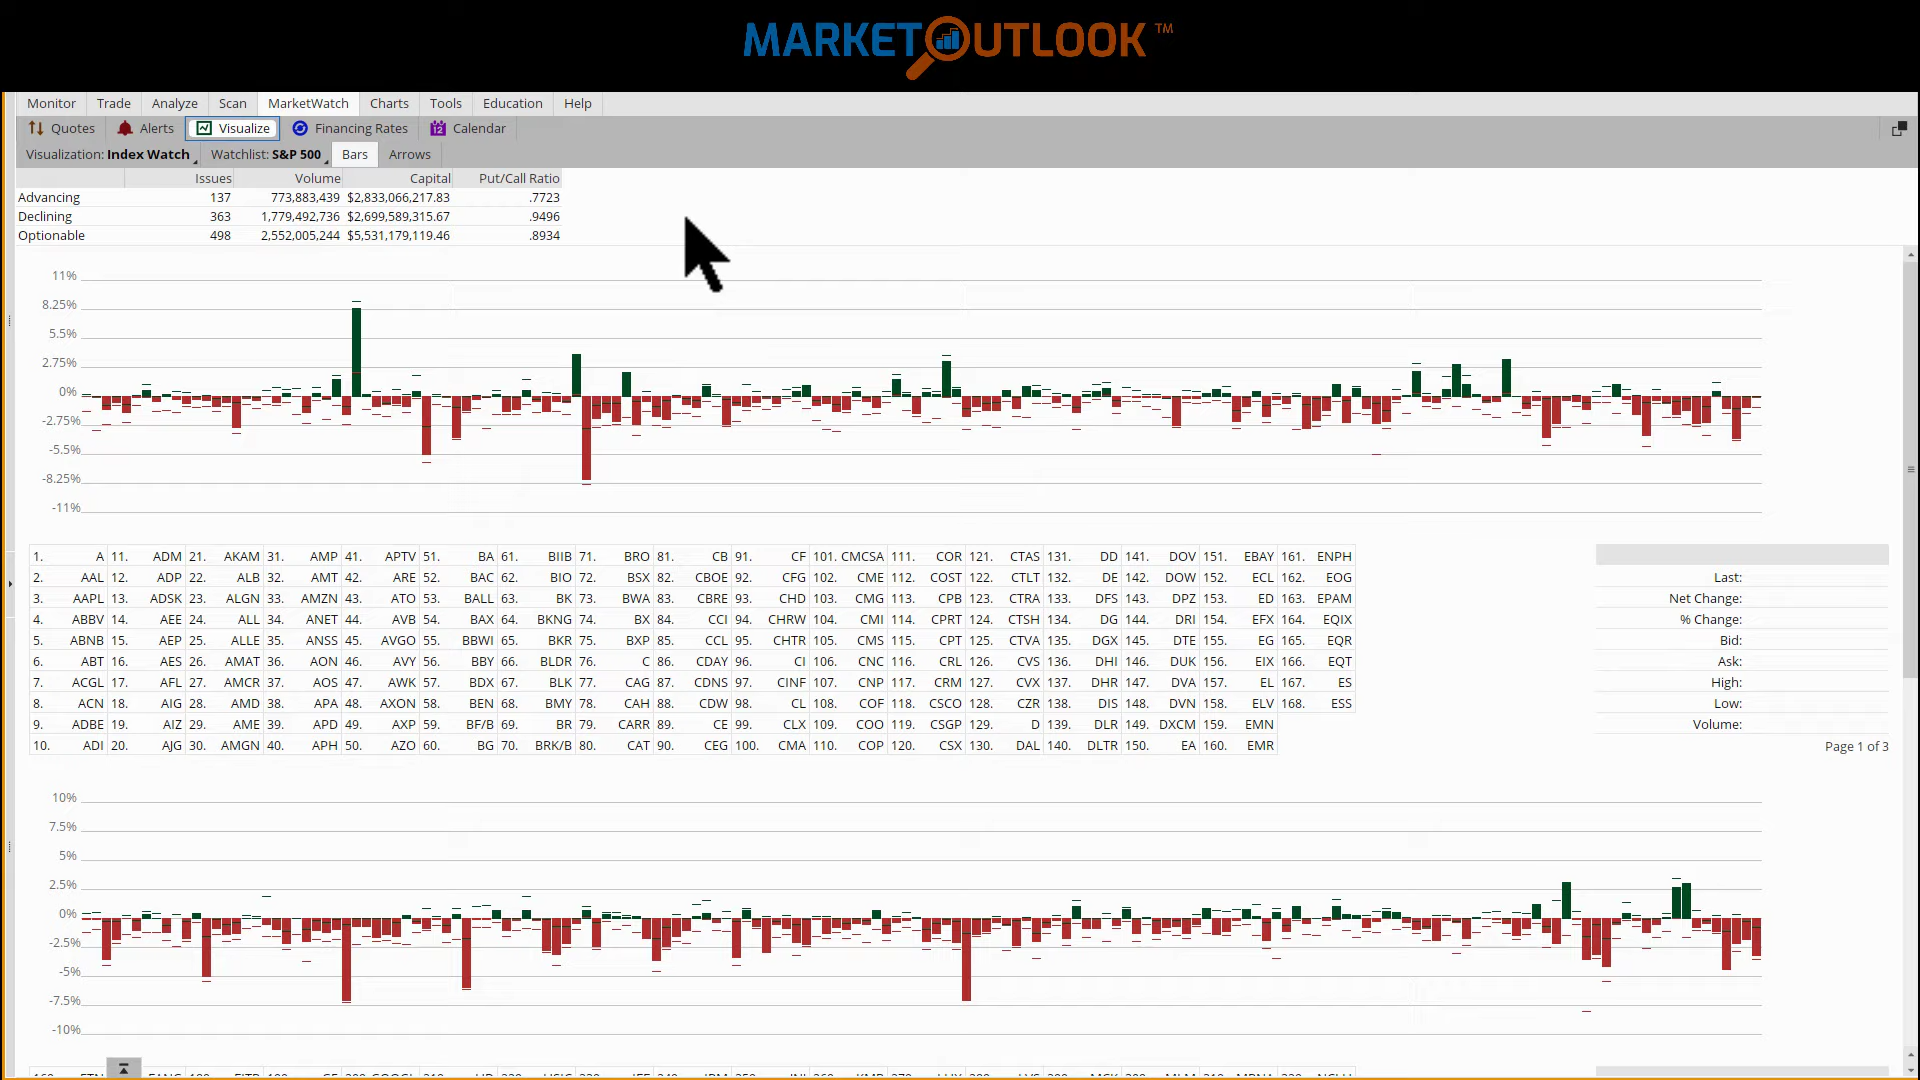 MARKETOUTLOOK™
Monitor Trade Analyze Scan MarketWatch Charts Tools Education Help
Quotes Alerts Visualize Financing Rates 12 Calendar
Visualization: Index Watch Watchlist: S&P 500 Bars Arrows
Issues Volume Capital Put/Call Ratio
Advancing 137 773,883,439 $2,833,066,217.83 .7723
Declining 363 1,779,492,736 $2,699,589,315.67 .9496
Optionable 498 2,552,005,244 $5,531,179,119.46 .8934
11%
8.25%
5.5%
2.75%
0%
-2.75%
-5.5%
-8.25%
-11%
1. A 11. ADM 21. AKAM 31. AMP 41. APTV 51. BA 61. BIIB 71. BRO 81. CB 91. CF 101. CMCSA 111. COR 121. CTAS 131. DD 141. DOV 151. EBAY 161. ENPH
2. AAL 12. ADP 22. ALB 32. AMT 42. ARE 52. BAC 62. BIO 72. BSX 82. CBOE 92. CFG 102. CME 112. COST 122. CTLT 132. DE 142. DOW 152. ECL 162. EOG
3. AAPL 13. ADSK 23. ALGN 33. AMZN 43. ATO 53. BALL 63. BK 73. BWA 83. CBRE 93. CHD 103. CMG 113. CPB 123. CTRA 133. DFS 143. DPZ 153. ED 163. EPAM
4. ABBV 14. AEE 24. ALL 34. ANET 44. AVB 54. BAX 64. BKNG 74. BX 84. CCI 94. CHRW 104. CMI 114. CPRT 124. CTSH 134. DG 144. DRI 154. EFX 164. EQIX
5. ABNB 15. AEP 25. ALLE 35. ANSS 45. AVGO 55. BBWI 65. BKR 75. BXP 85. CCL 95. CHTR 105. CMS 115. CPT 125. CTVA 135. DGX 145. DTE 155. EG 165. EQR
6. ABT 16. AES 26. AMAT 36. AON 46. AVY 56. BBY 66. BLDR 76. C 86. CDAY 96. CI 106. CNC 116. CRL 126. CVS 136. DHI 146. DUK 156. EIX 166. EQT
7. ACGL 17. AFL 27. AMCR 37. AOS 47. AWK 57. BDX 67. BLK 77. CAG 87. CDNS 97. CINF 107. CNP 117. CRM 127. CVX 137. DHR 147. DVA 157. EL 167. ES
8. ACN 18. AIG 28. AMD 38. APA 48. AXON 58. BEN 68. BMY 78. CAH 88. CDW 98. CL 108. COF 118. CSCO 128. CZR 138. DIS 148. DVN 158. ELV 168. ESS
9. ADBE 19. AIZ 29. AME 39. APD 49. AXP 59. BF/B 69. BR 79. CARR 89. CE 99. CLX 109. COO 119. CSGP 129. D 139. DLR 149. DXCM 159. EMN
10. ADI 20. AJG 30. AMGN 40. APH 50. AZO 60. BG 70. BRK/B 80. CAT 90. CEG 100. CMA 110. COP 120. CSX 130. DAL 140. DLTR 150. EA 160. EMR
Last:
Net Change:
% Change:
Bid:
Ask:
High:
Low:
Volume:
Page 1 of 3
10%
7.5%
5%
2.5%
0%
-2.5%
-5%
-7.5%
-10%